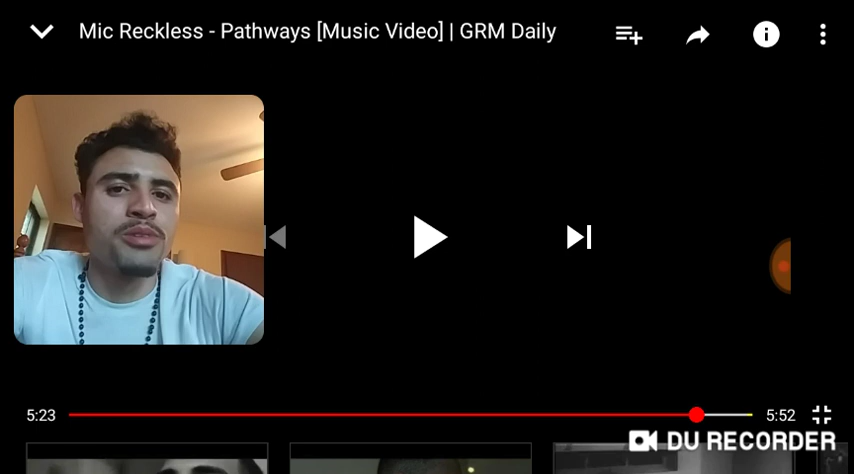 Mic Reckless - Pathways [Music Video] | GRM Daily
5:23
5:52
DU RECORDER